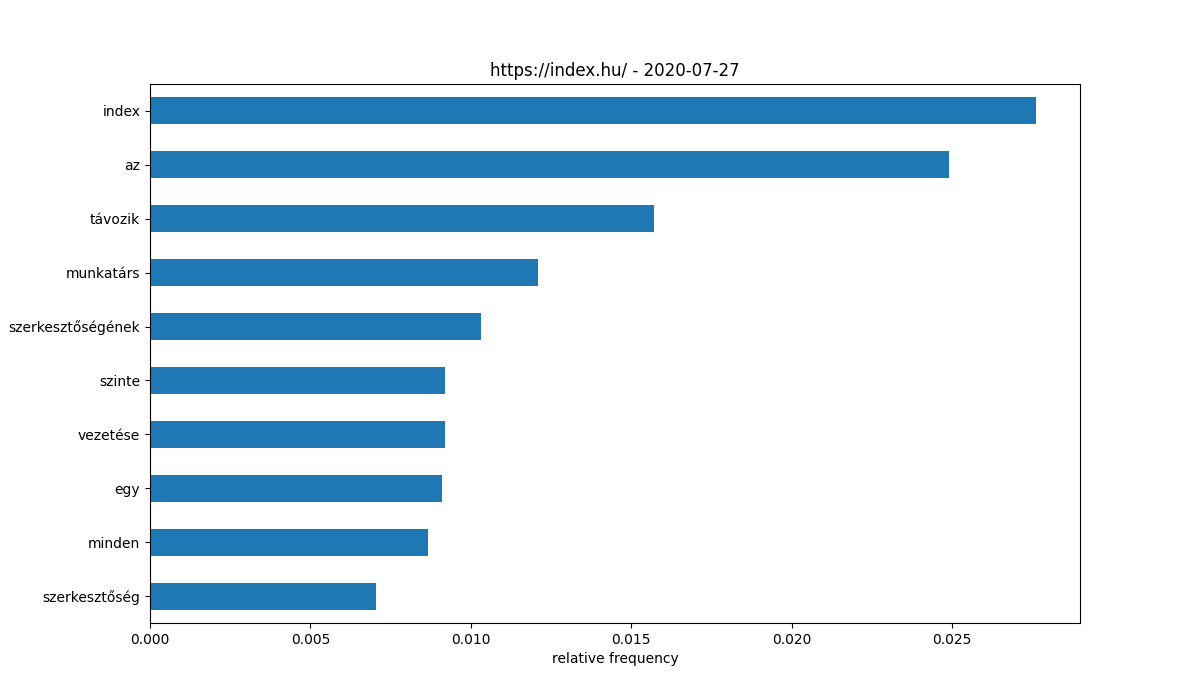 https://index.hu/ - 2020-07-27
index
az
távozik
munkatárs
szerkesztőségének
szinte
vezetése
egy
minden
szerkesztőség
0.000 0.005 0.010 0.015 0.020 0.025
relative frequency